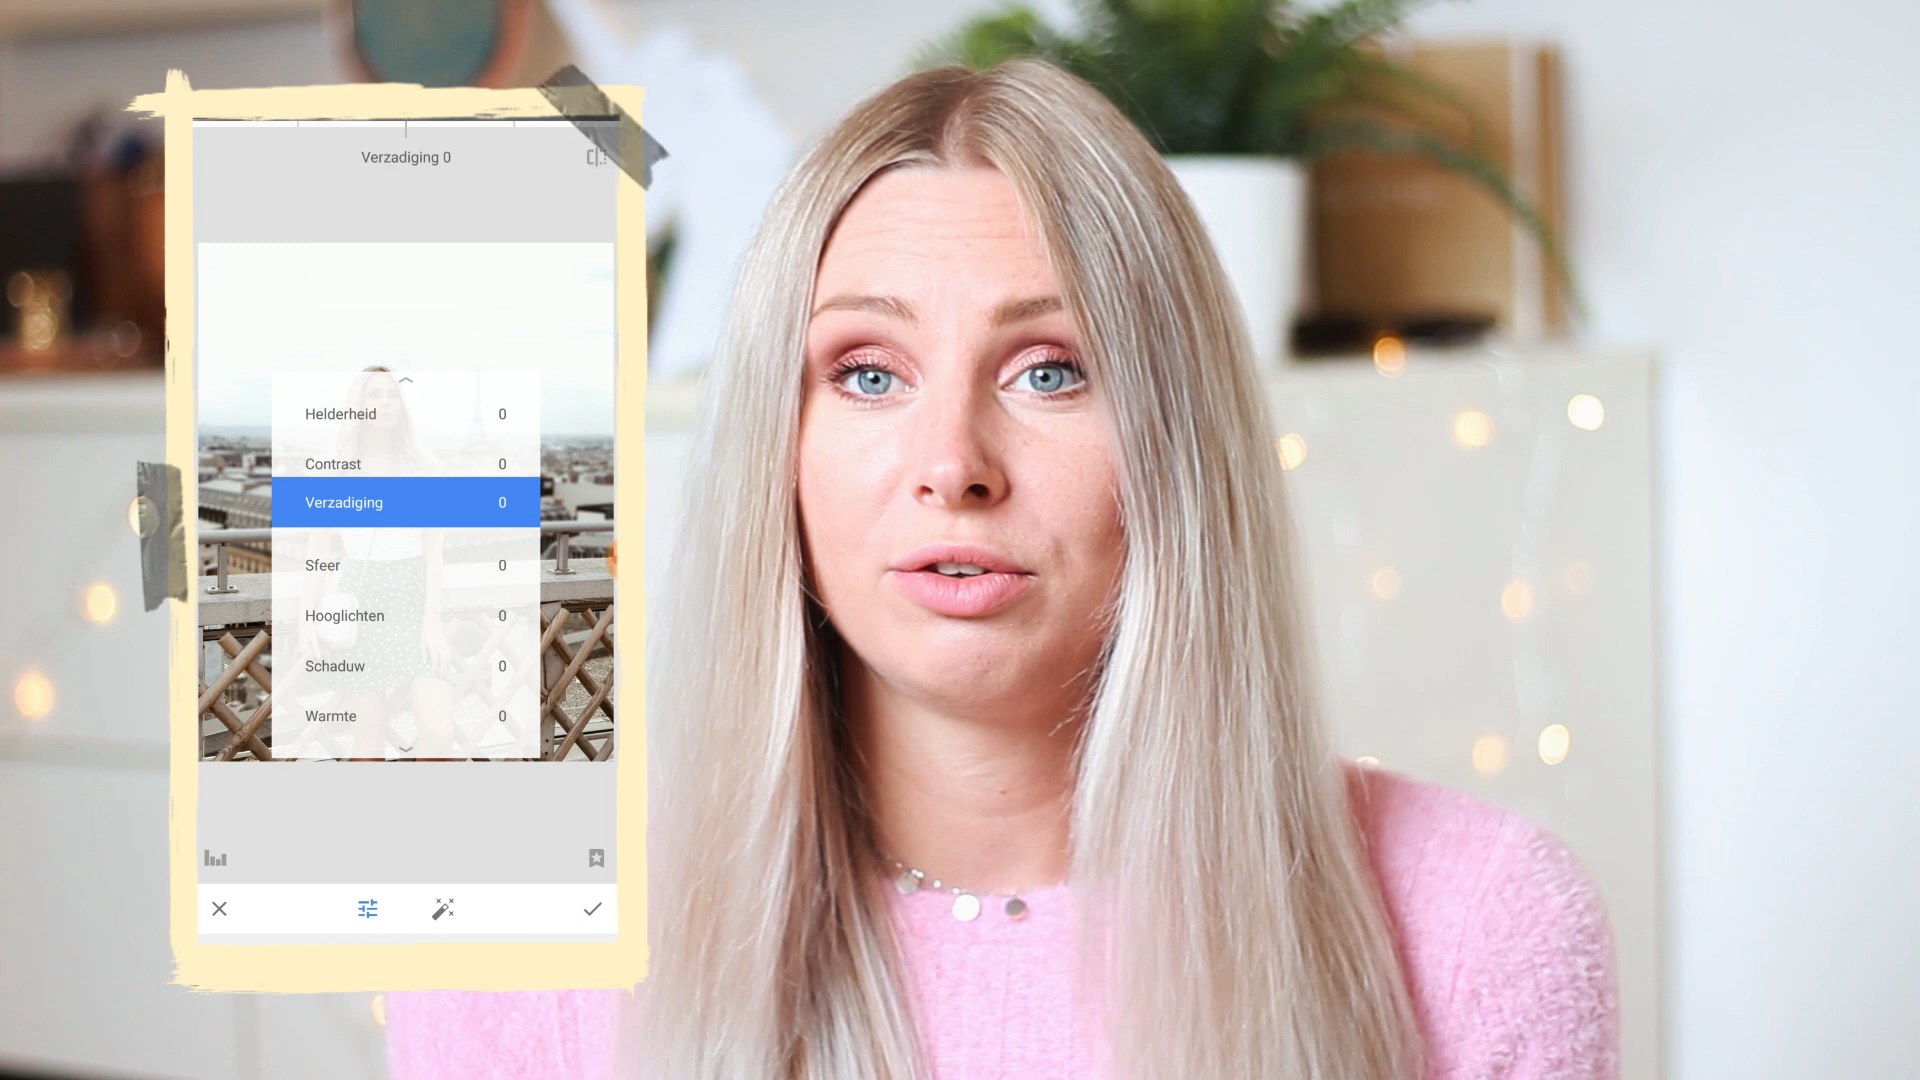 Verzadiging 0
Helderheid 0
Contrast 0
Verzadiging 0
Sfeer 0
Hooglichten 0
Schaduw 0
Warmte 0